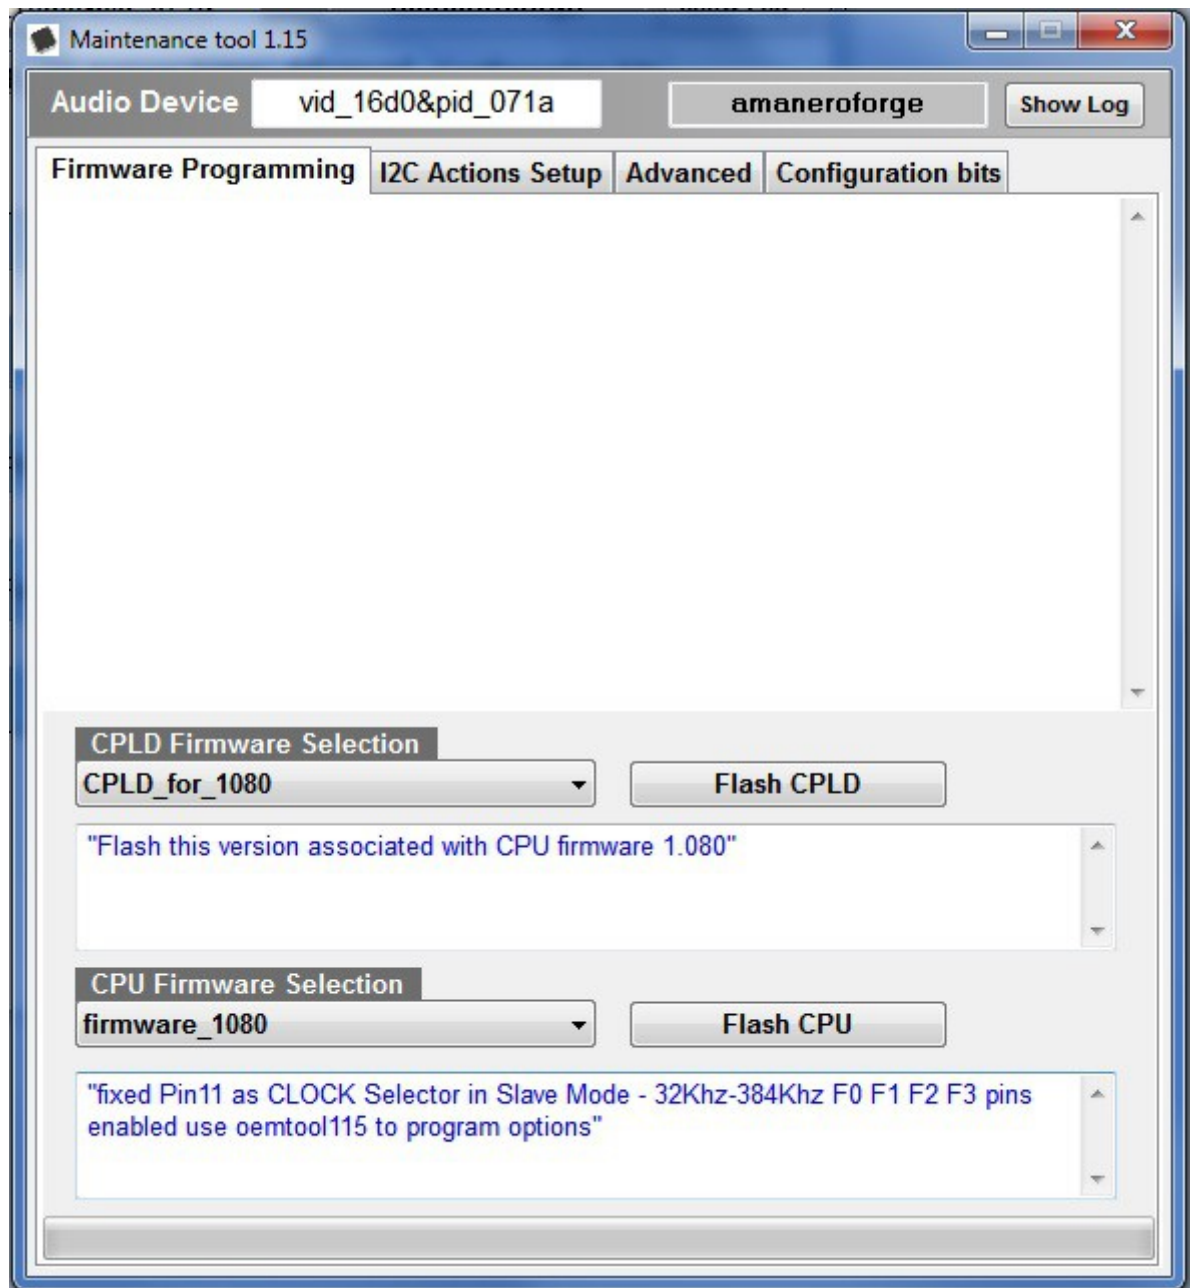 Maintenance tool 1.15
Audio Device vid_16d0&pid_071a amaneroforge Show Log
Firmware Programming I2C Actions Setup Advanced Configuration bits
CPLD Firmware Selection
CPLD_for_1080 Flash CPLD
"Flash this version associated with CPU firmware 1.080"
CPU Firmware Selection
firmware_1080 Flash CPU
"fixed Pin11 as CLOCK Selector in Slave Mode - 32Khz-384Khz F0 F1 F2 F3 pins
enabled use oemtool115 to program options"